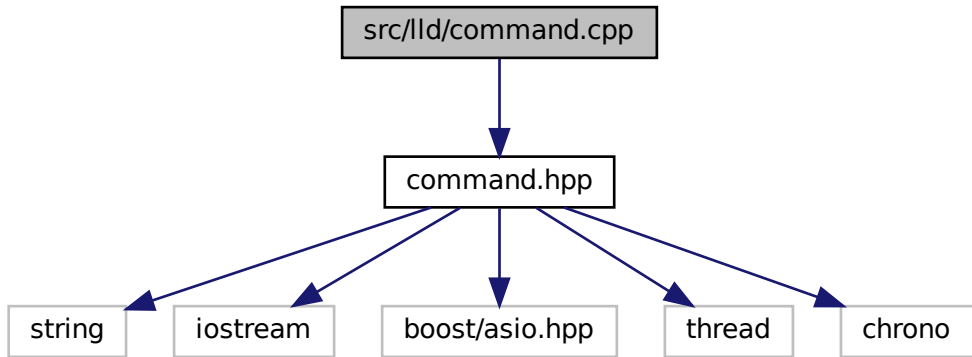 src/lld/command.cpp
command.hpp
string
iostream
boost/asio.hpp
thread
chrono